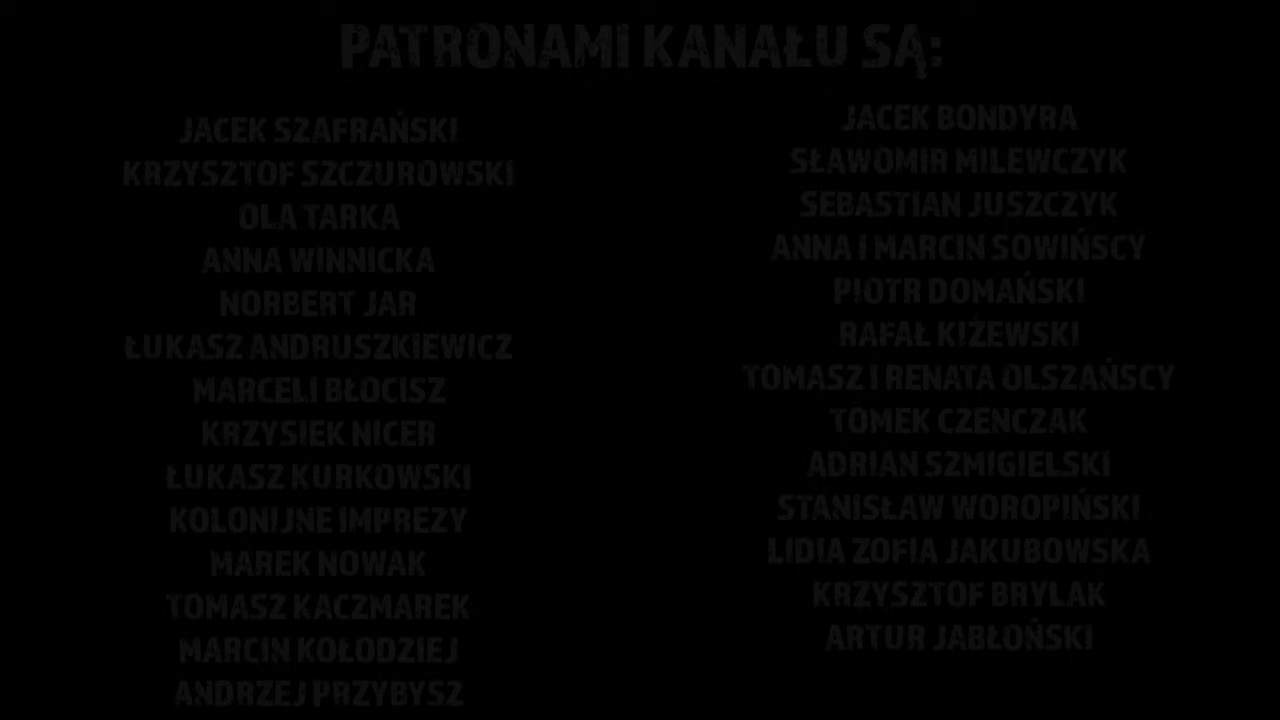 PATRONAMI KANAŁU SĄ:
JACEK SZAFRAŃSKI
KRZYSZTOF SZCZUROWSKI
OLA TARKA
ANNA WINNICKA
NORBERT JAR
ŁUKASZ ANDRUSZKIEWICZ
MARCELI BŁOCISZ
KRZYSIEK NICER
ŁUKASZ KURKOWSKI
KOLONIJNE IMPREZY
MAREK NOWAK
TOMASZ KACZMAREK
MARCIN KOŁODZIEJ
ANDRZEJ PRZYBYSZ
JACEK BONDYRA
SŁAWOMIR MILEWCZYK
SEBASTIAN JUSZCZYK
ANNA I MARCIN SOWIŃSCY
PIOTR DOMAŃSKI
RAFAŁ KIŻEWSKI
TOMASZ I RENATA OLSZAŃSCY
TOMEK CZENCZAK
ADRIAN SZMIGIELSKI
STANISŁAW WOROPIŃSKI
LIDIA ZOFIA JAKUBOWSKA
KRZYSZTOF BRYLAK
ARTUR JABŁOŃSKI